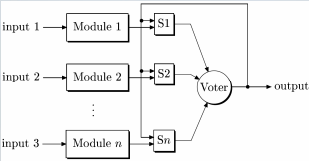 input 1 Module 1 S1
input 2 Module 2 S2
Voter output
⋮
input 3 Module n Sn